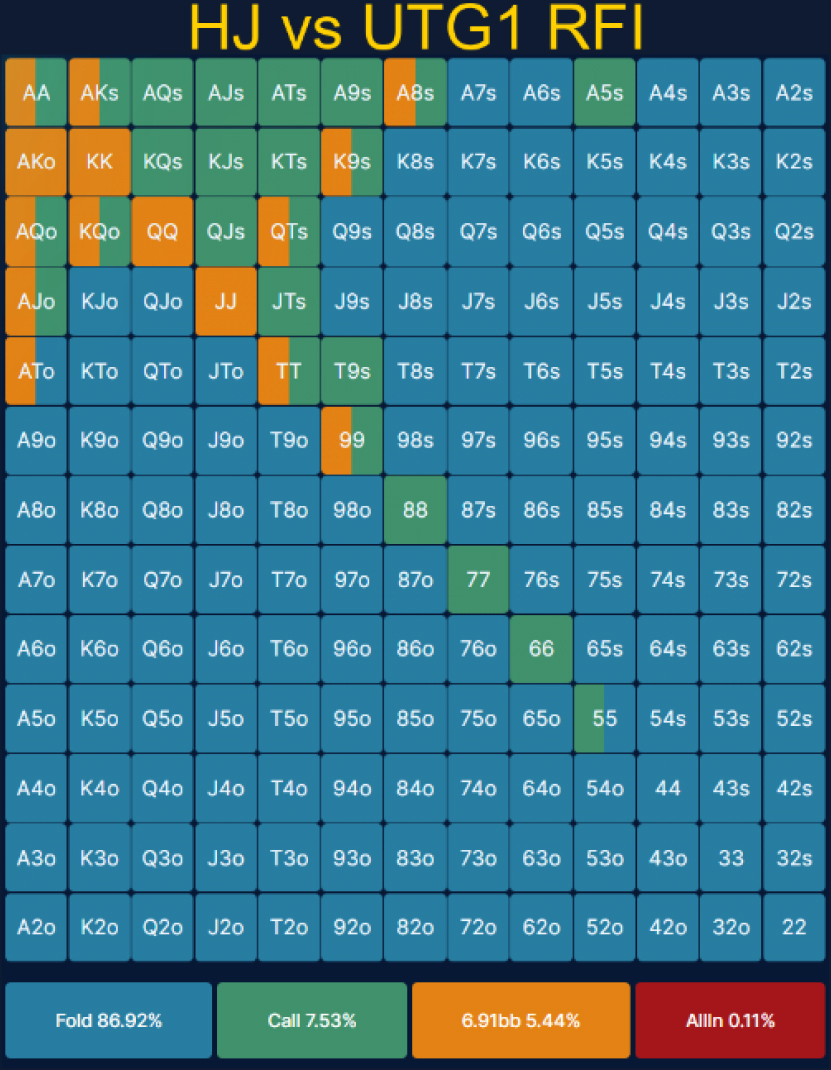 HJ vs UTG1 RFI
AA AKs AQs AJs ATs A9s A8s A7s A6s A5s A4s A3s A2s
AKo KK KQs KJs KTs K9s K8s K7s K6s K5s K4s K3s K2s
AQo KQo QQ QJs QTs Q9s Q8s Q7s Q6s Q5s Q4s Q3s Q2s
AJo KJo QJo JJ JTs J9s J8s J7s J6s J5s J4s J3s J2s
ATo KTo QTo JTo TT T9s T8s T7s T6s T5s T4s T3s T2s
A9o K9o Q9o J9o T9o 99 98s 97s 96s 95s 94s 93s 92s
A8o K8o Q8o J8o T8o 98o 88 87s 86s 85s 84s 83s 82s
A7o K7o Q7o J7o T7o 97o 87o 77 76s 75s 74s 73s 72s
A6o K6o Q6o J6o T6o 96o 86o 76o 66 65s 64s 63s 62s
A5o K5o Q5o J5o T5o 95o 85o 75o 65o 55 54s 53s 52s
A4o K4o Q4o J4o T4o 94o 84o 74o 64o 54o 44 43s 42s
A3o K3o Q3o J3o T3o 93o 83o 73o 63o 53o 43o 33 32s
A2o K2o Q2o J2o T2o 92o 82o 72o 62o 52o 42o 32o 22
Fold 86.92% Call 7.53% 6.91bb 5.44% AllIn 0.11%